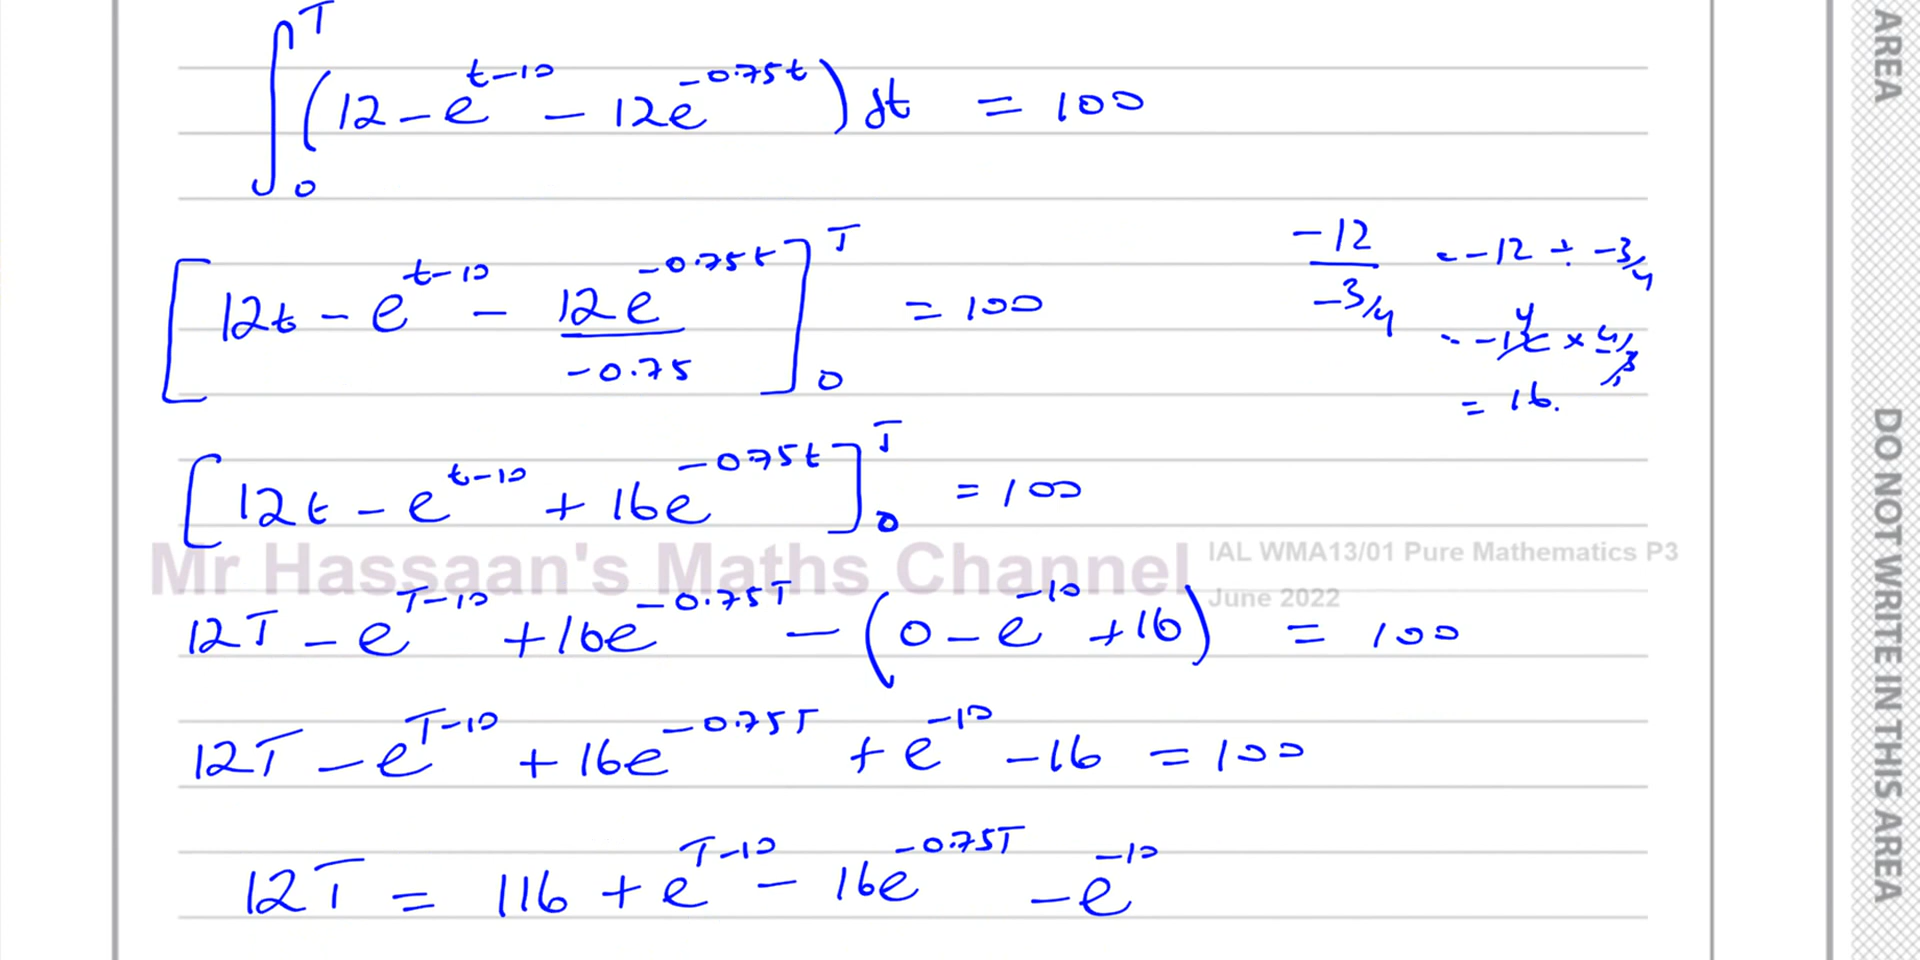 ∫₀ᵀ (12 − e^(t−10) − 12e^(−0.75t)) dt = 100
[12t − e^(t−10) − 12e^(−0.75t)/−0.75]₀ᵀ = 100
−12/−3/4 = −12 ÷ −3/4
= −12 × −4/3
= 16.
[12t − e^(t−10) + 16e^(−0.75t)]₀ᵀ = 100
Mr Hassaan's Maths Channel
IAL WMA13/01 Pure Mathematics P3
June 2022
12T − e^(T−10) + 16e^(−0.75T) − (0 − e^(−10) + 16) = 100
12T − e^(T−10) + 16e^(−0.75T) + e^(−10) − 16 = 100
12T = 116 + e^(T−10) − 16e^(−0.75T) − e^(−10)
AREA
DO NOT WRITE IN THIS AREA